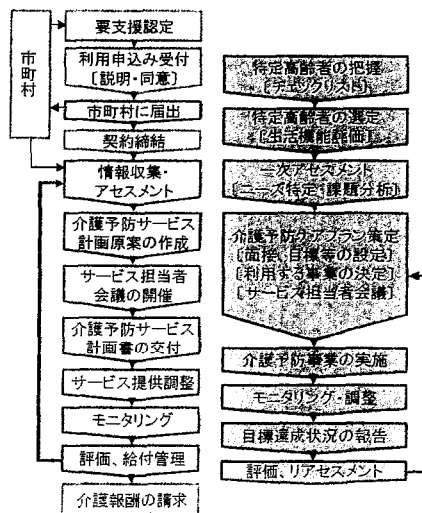 市町村
要支援認定
利用申込み受付
〔説明・同意〕
市町村に届出
契約締結
情報収集・
アセスメント
介護予防サービス
計画原案の作成
サービス担当者
会議の開催
介護予防サービス
計画書の交付
サービス提供調整
モニタリング
評価、給付管理
介護報酬の請求
特定高齢者の把握
〔チェックリスト〕
特定高齢者の選定
〔生活機能評価〕
一次アセスメント
〔ニーズ特定・課題分析〕
介護予防ケアプラン策定
〔面接、目標等の設定〕
〔利用する事業の決定〕
〔サービス担当者会議〕
介護予防事業の実施
モニタリング・調整
目標達成状況の報告
評価、リアセスメント